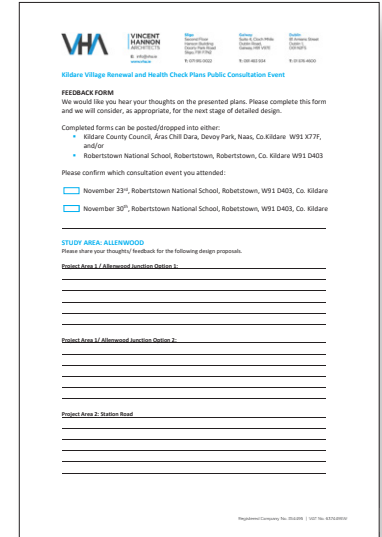 VHA
VINCENT
HANNON
ARCHITECTS
Sligo
Second Floor
Hannon Building
Galway
Dublin
Kildare Village Renewal and Health Check Plans Public Consultation Event
FEEDBACK FORM
We would like you hear your thoughts on the presented plans. Please complete this form
and we will consider, as appropriate, for the next stage of detailed design.
Completed forms can be posted/dropped into either:
• Kildare County Council, Áras Chill Dara, Devoy Park, Naas, Co.Kildare W91 X77F,
and/or
• Robertstown National School, Robertstown, Robertstown, Co. Kildare W91 D403
Please confirm which consultation event you attended:
November 23rd, Robertstown National School, Robetstown, W91 D403, Co. Kildare
November 30th, Robertstown National School, Robetstown, W91 D403, Co. Kildare
STUDY AREA: ALLENWOOD
Please share your thoughts/ feedback for the following design proposals.
Project Area 1 / Allenwood Junction Option 1:
Project Area 1/ Allenwood Junction Option 2:
Project Area 2: Station Road